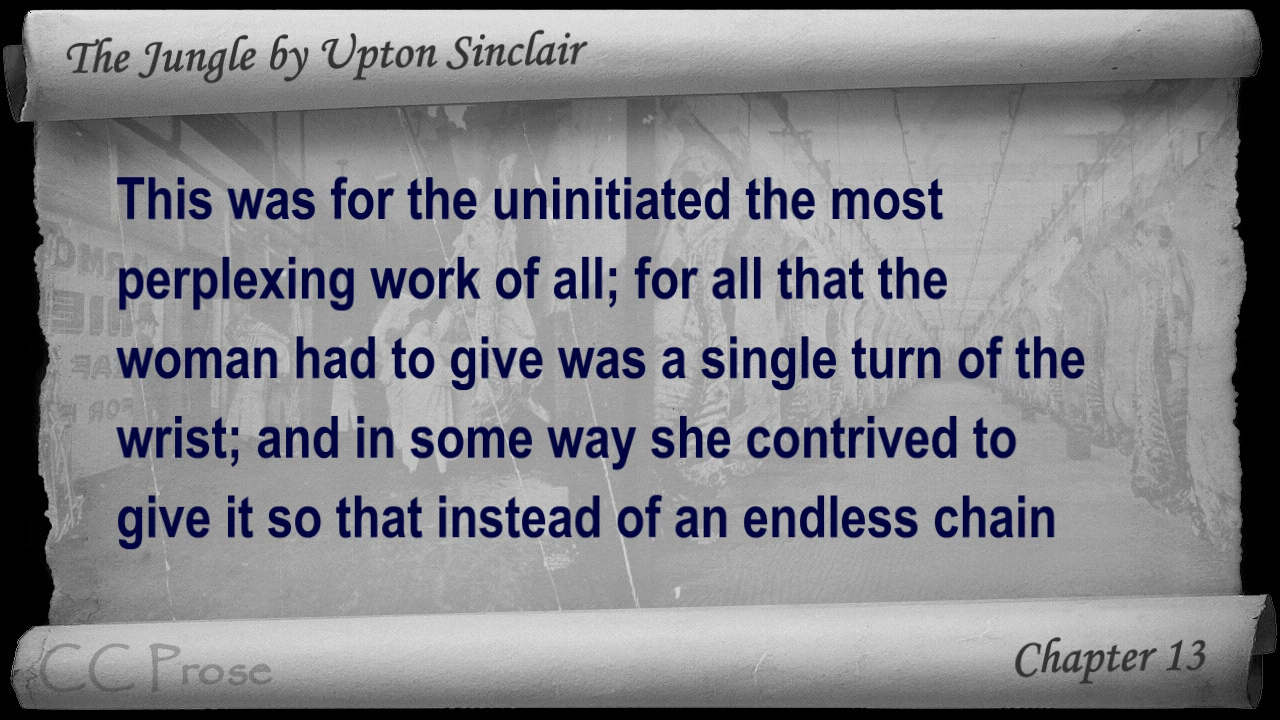 The Jungle by Upton Sinclair
This was for the uninitiated the most
perplexing work of all; for all that the
woman had to give was a single turn of the
wrist; and in some way she contrived to
give it so that instead of an endless chain
CC Prose
Chapter 13